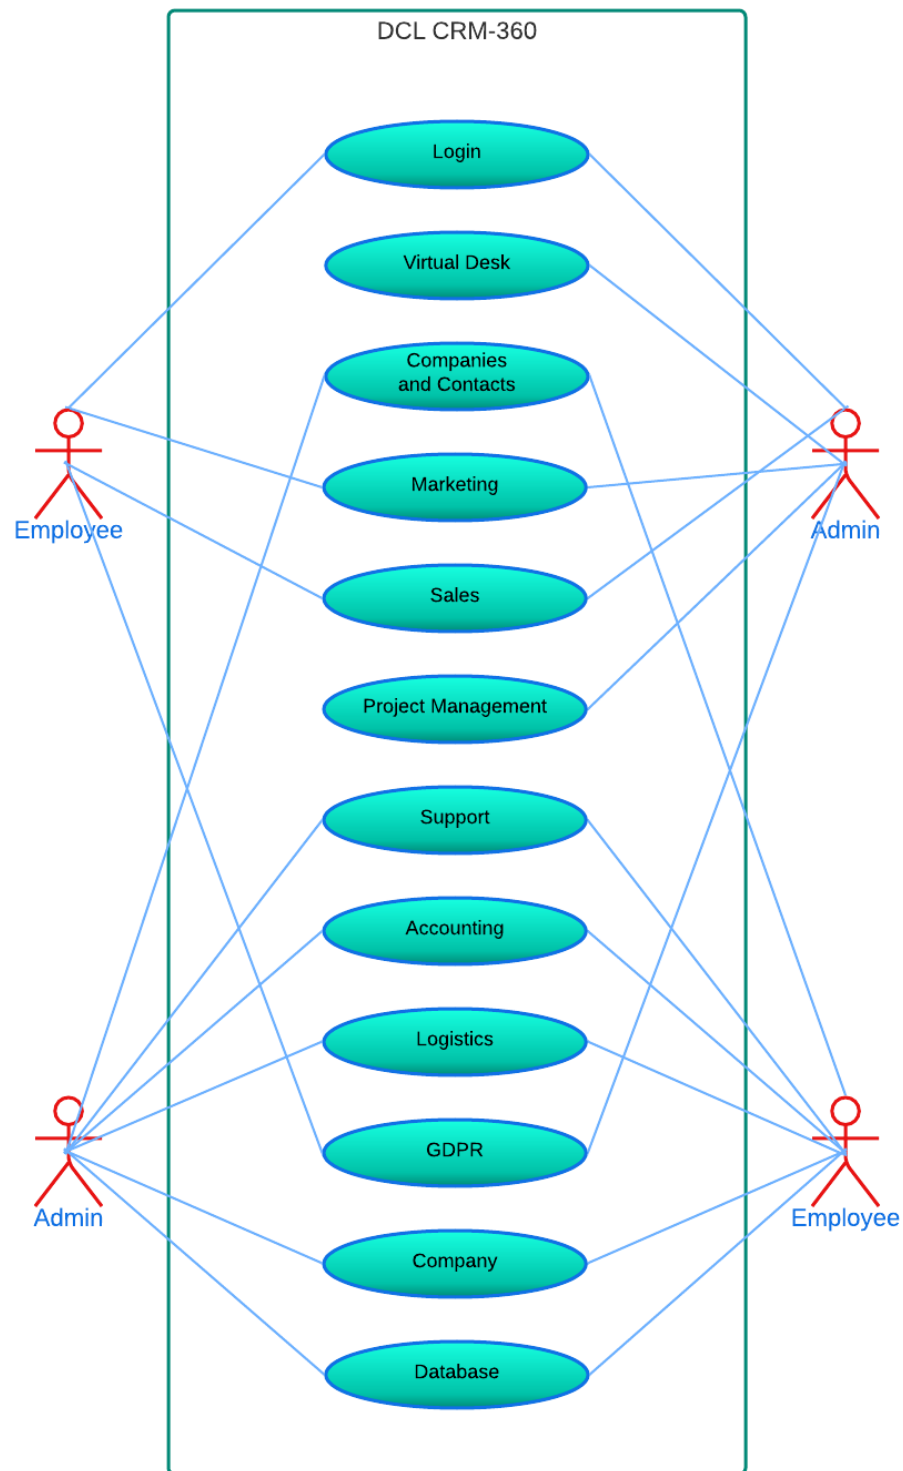 DCL CRM-360
Login
Virtual Desk
Companies
and Contacts
Marketing
Employee
Admin
Sales
Project Management
Support
Accounting
Logistics
GDPR
Admin
Employee
Company
Database